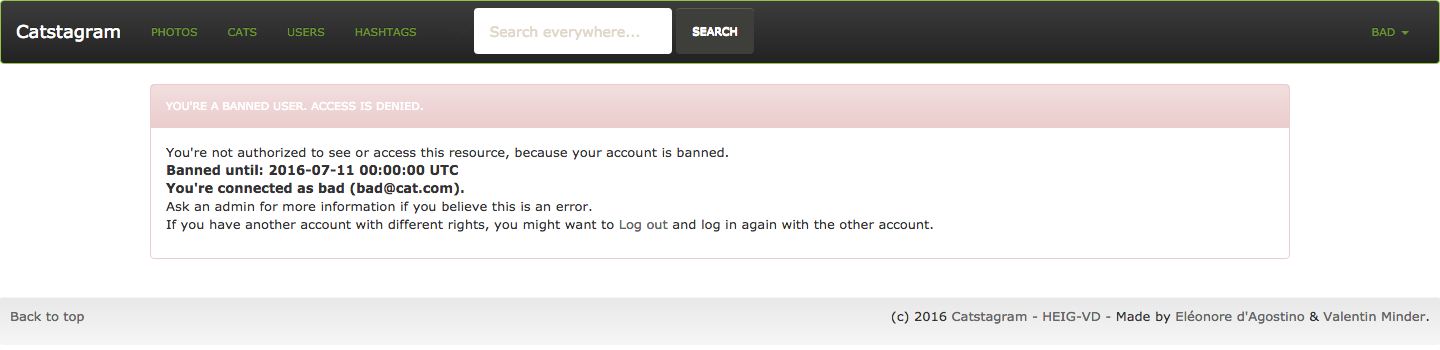 Catstagram PHOTOS CATS USERS HASHTAGS Search everywhere... SEARCH BAD
YOU'RE A BANNED USER. ACCESS IS DENIED.
You're not authorized to see or access this resource, because your account is banned.
Banned until: 2016-07-11 00:00:00 UTC
You're connected as bad (bad@cat.com).
Ask an admin for more information if you believe this is an error.
If you have another account with different rights, you might want to Log out and log in again with the other account.
Back to top (c) 2016 Catstagram - HEIG-VD - Made by Eléonore d'Agostino & Valentin Minder.